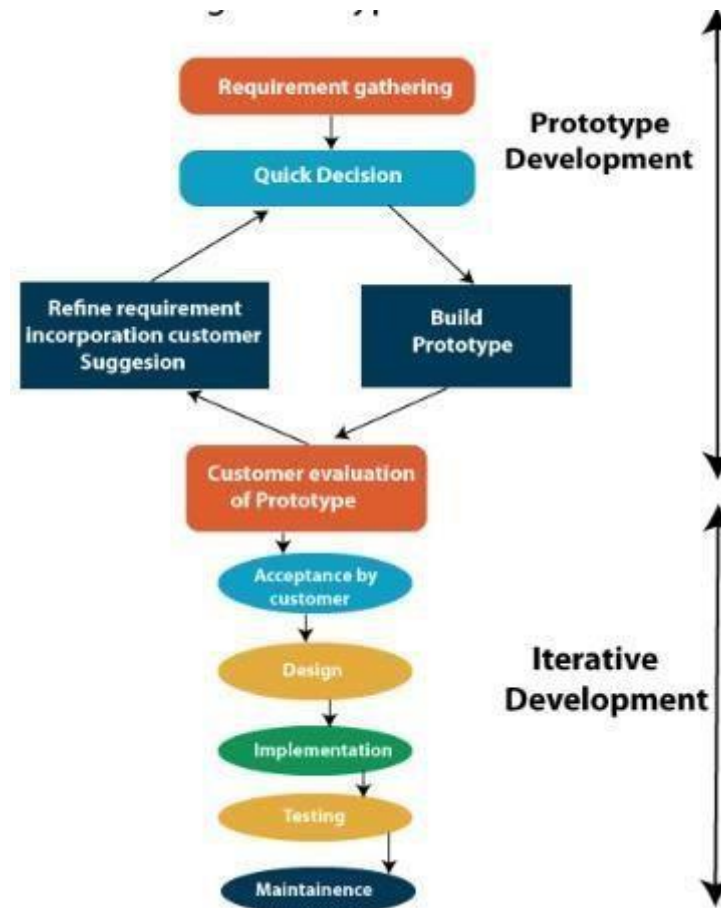 Requirement gathering
Prototype
Development
Quick Decision
Refine requirement
incorporation customer
Suggesion
Build
Prototype
Customer evaluation
of Prototype
Acceptance by
customer
Design
Iterative
Development
Implementation
Testing
Maintainence